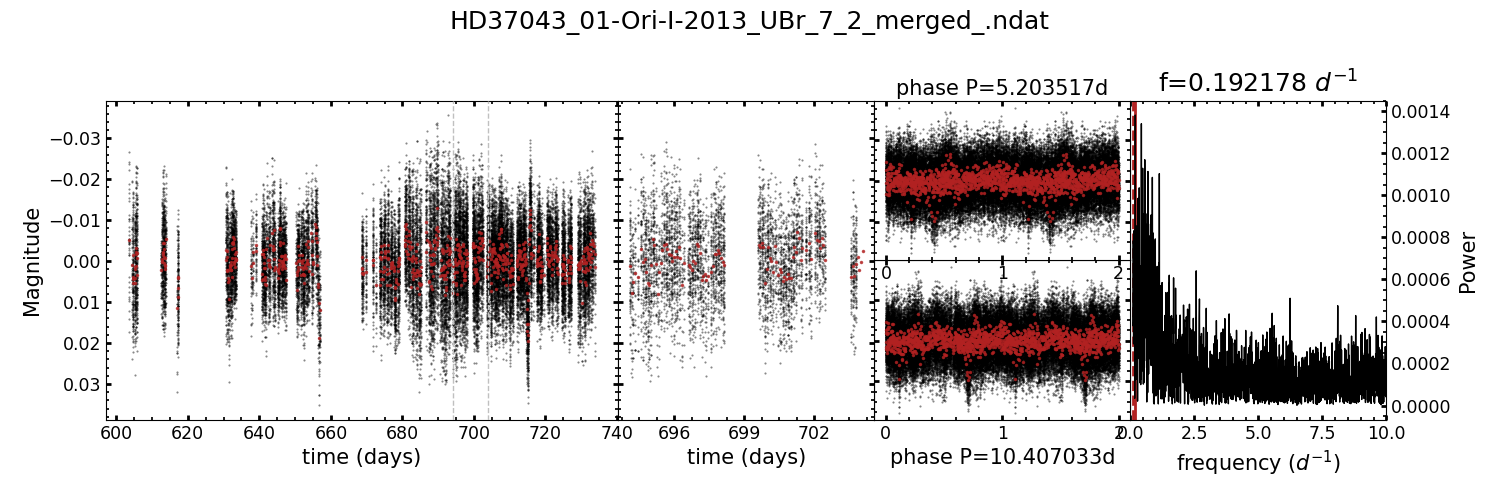 HD37043_01-Ori-I-2013_UBr_7_2_merged_.ndat
phase P=5.203517d
f=0.192178 d⁻¹
Magnitude
−0.03
−0.02
−0.01
0.00
0.01
0.02
0.03
600 620 640 660 680 700 720 740
time (days)
696 699 702
time (days)
0 1 2
0 1 2
phase P=10.407033d
0.0 2.5 5.0 7.5 10.0
frequency (d⁻¹)
0.0014
0.0012
0.0010
0.0008
0.0006
0.0004
0.0002
0.0000
Power